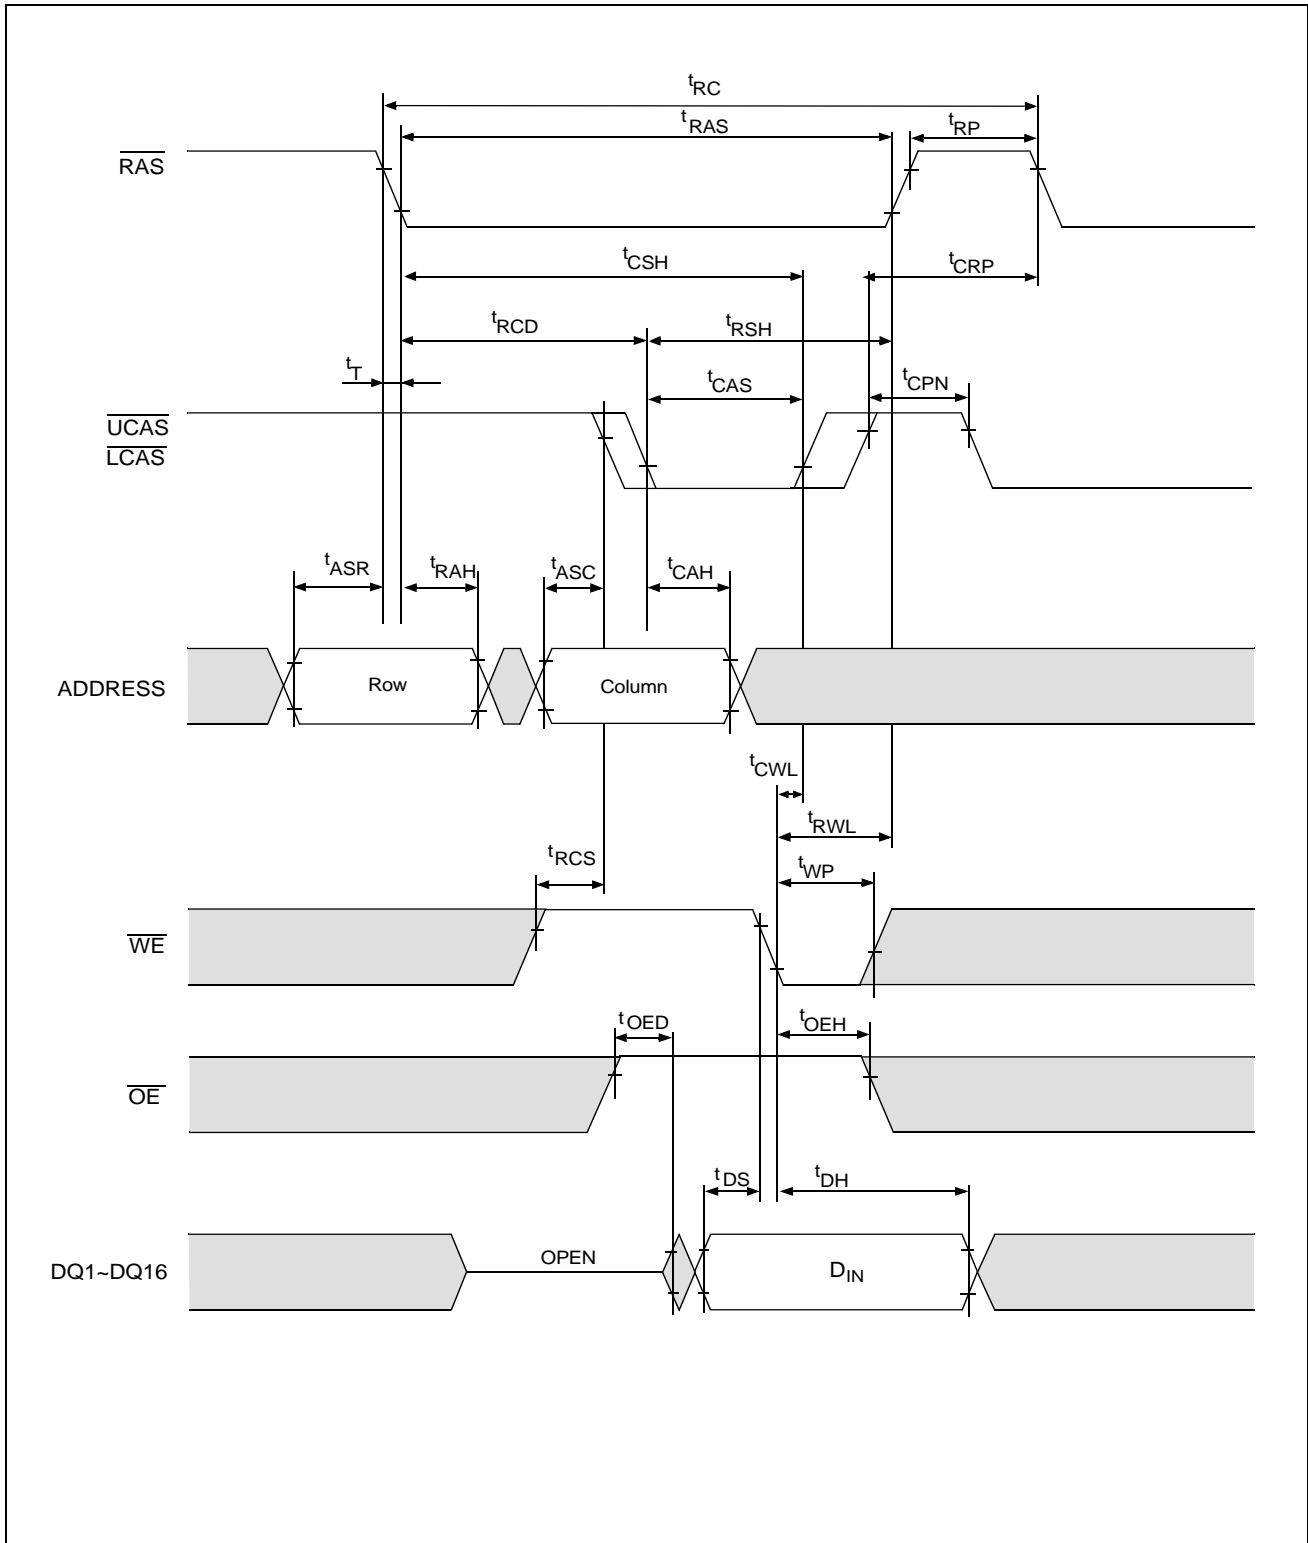 tRC
tRAS
tRP
RAS
tCSH
tCRP
tRCD
tRSH
tT
tCAS
tCPN
UCAS
LCAS
tASR
tRAH
tASC
tCAH
ADDRESS
Row
Column
tCWL
tRWL
tRCS
tWP
WE
tOED
tOEH
OE
tDS
tDH
DQ1~DQ16
OPEN
DIN